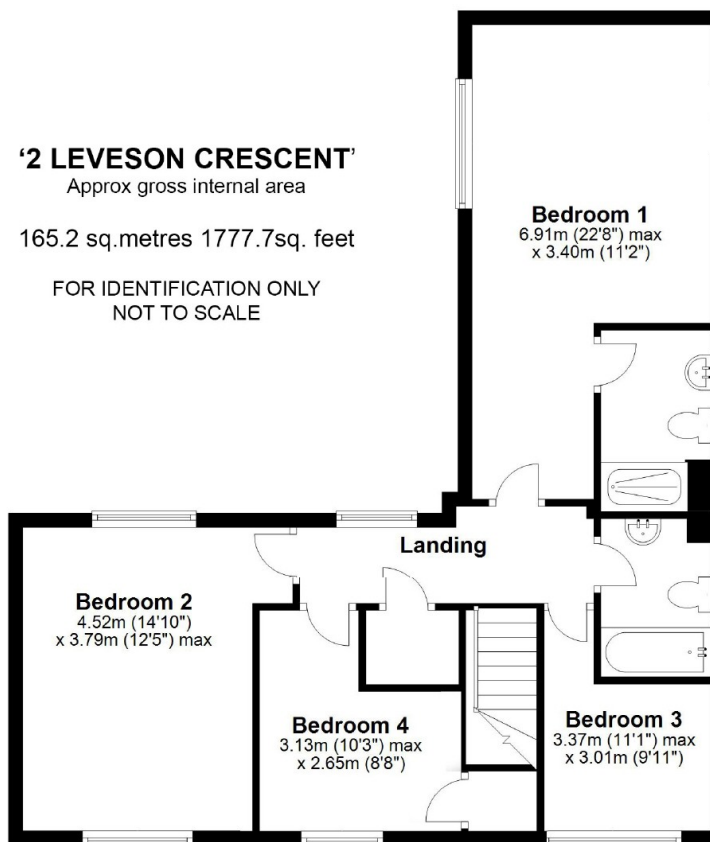 ‘2 LEVESON CRESCENT’
Approx gross internal area
165.2 sq.metres 1777.7sq. feet
FOR IDENTIFICATION ONLY
NOT TO SCALE
Bedroom 1
6.91m (22'8") max
x 3.40m (11'2")
Landing
Bedroom 2
4.52m (14'10")
x 3.79m (12'5") max
Bedroom 4
3.13m (10'3") max
x 2.65m (8'8")
Bedroom 3
3.37m (11'1") max
x 3.01m (9'11")